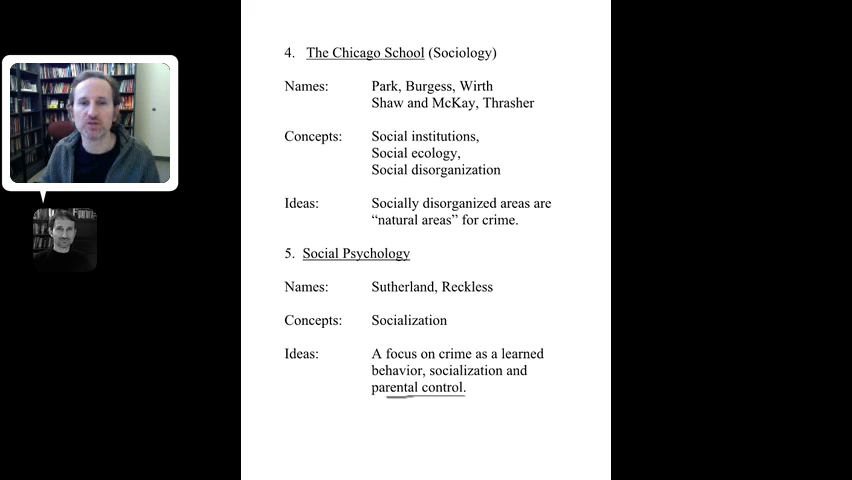 4. The Chicago School (Sociology)
Names: Park, Burgess, Wirth
Shaw and McKay, Thrasher
Concepts: Social institutions,
Social ecology,
Social disorganization
Ideas: Socially disorganized areas are
“natural areas” for crime.
5. Social Psychology
Names: Sutherland, Reckless
Concepts: Socialization
Ideas: A focus on crime as a learned
behavior, socialization and
parental control.